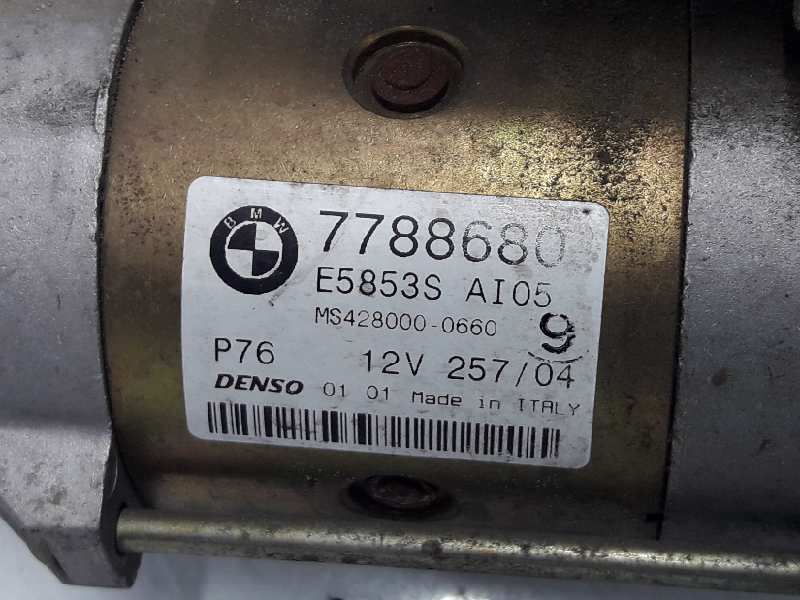 BMW
7788680
E5853S AI05
MS428000-0660 9
P76 12V 257/04
DENSO 01 01 Made in ITALY